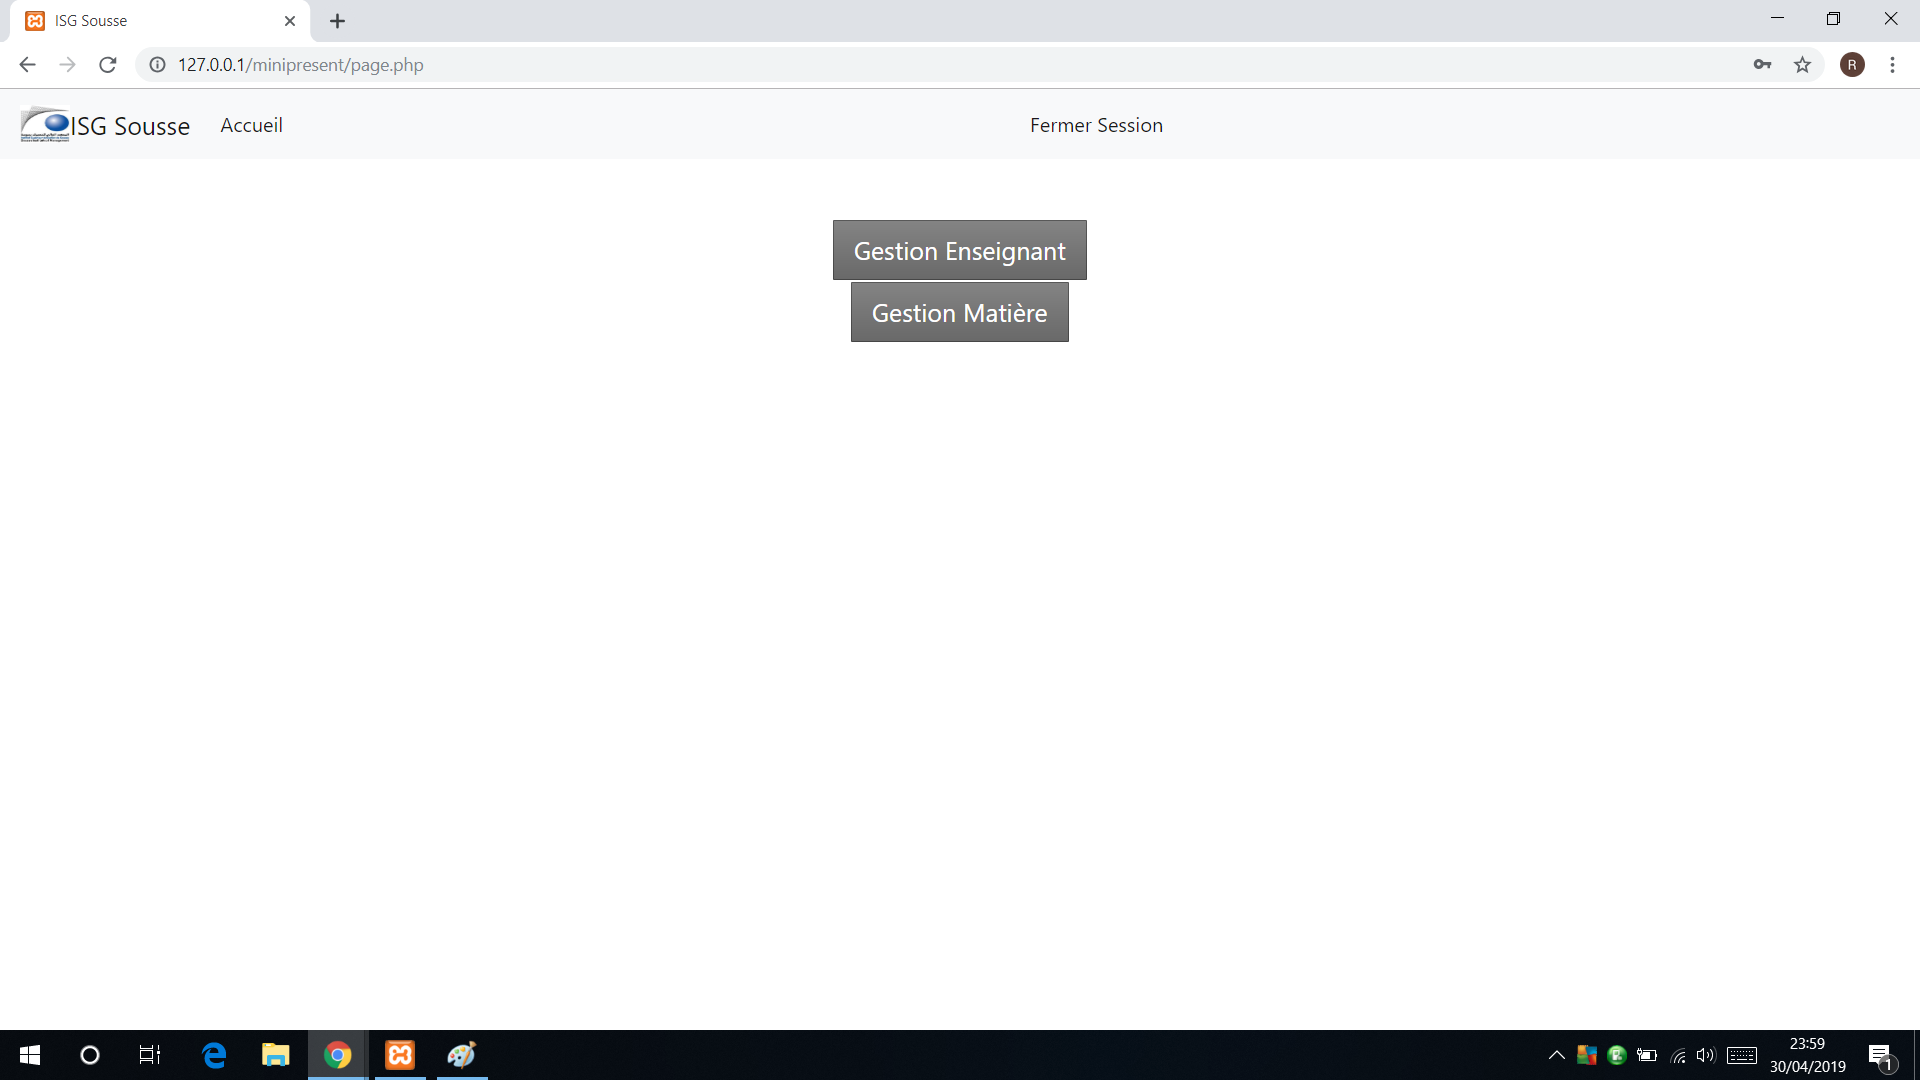 ISG Sousse
127.0.0.1/minipresent/page.php
R
ISG Sousse Accueil Fermer Session
Gestion Enseignant
Gestion Matière
23:59
30/04/2019
1